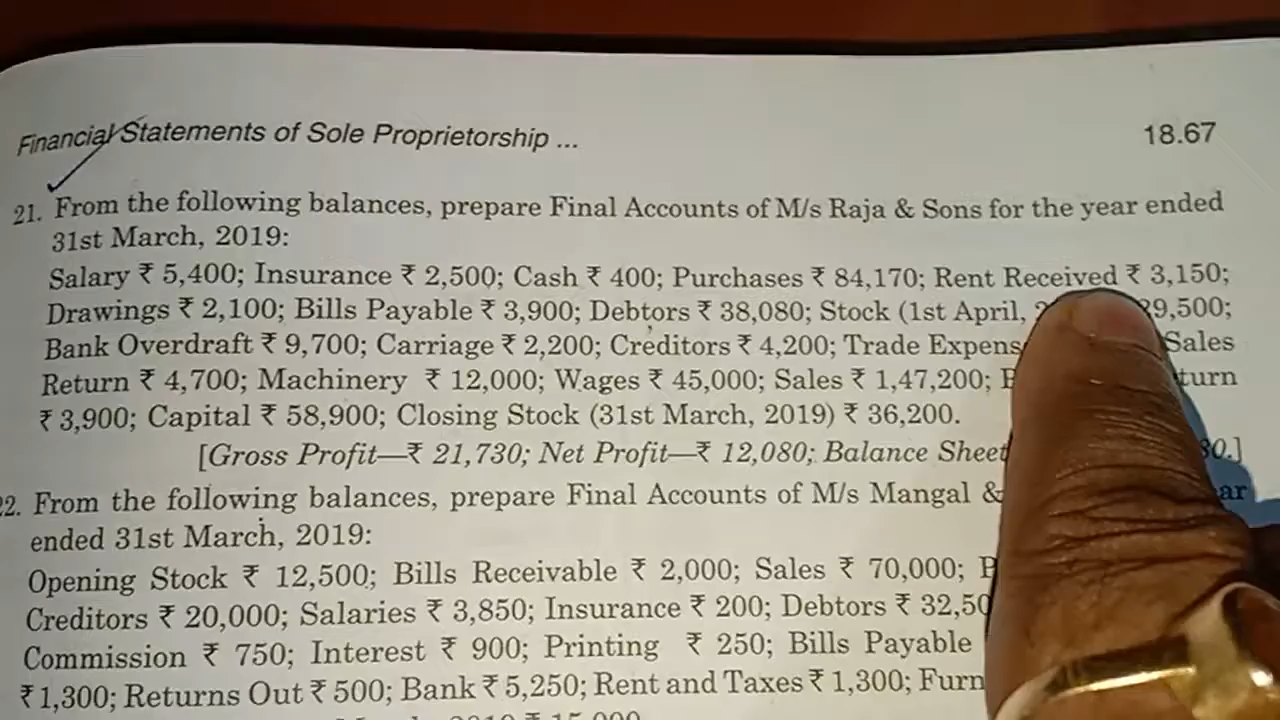 Financial Statements of Sole Proprietorship ... 18.67
21. From the following balances, prepare Final Accounts of M/s Raja & Sons for the year ended
31st March, 2019:
Salary ₹ 5,400; Insurance ₹ 2,500; Cash ₹ 400; Purchases ₹ 84,170; Rent Received ₹ 3,150;
Drawings ₹ 2,100; Bills Payable ₹ 3,900; Debtors ₹ 38,080; Stock (1st April, 9,500;
Bank Overdraft ₹ 9,700; Carriage ₹ 2,200; Creditors ₹ 4,200; Trade Expens Sales
Return ₹ 4,700; Machinery ₹ 12,000; Wages ₹ 45,000; Sales ₹ 1,47,200; turn
₹ 3,900; Capital ₹ 58,900; Closing Stock (31st March, 2019) ₹ 36,200.
[Gross Profit—₹ 21,730; Net Profit—₹ 12,080; Balance Sheet 80.]
22. From the following balances, prepare Final Accounts of M/s Mangal & ar
ended 31st March, 2019:
Opening Stock ₹ 12,500; Bills Receivable ₹ 2,000; Sales ₹ 70,000;
Creditors ₹ 20,000; Salaries ₹ 3,850; Insurance ₹ 200; Debtors ₹ 32,50
Commission ₹ 750; Interest ₹ 900; Printing ₹ 250; Bills Payable
₹ 1,300; Returns Out ₹ 500; Bank ₹ 5,250; Rent and Taxes ₹ 1,300; Furn